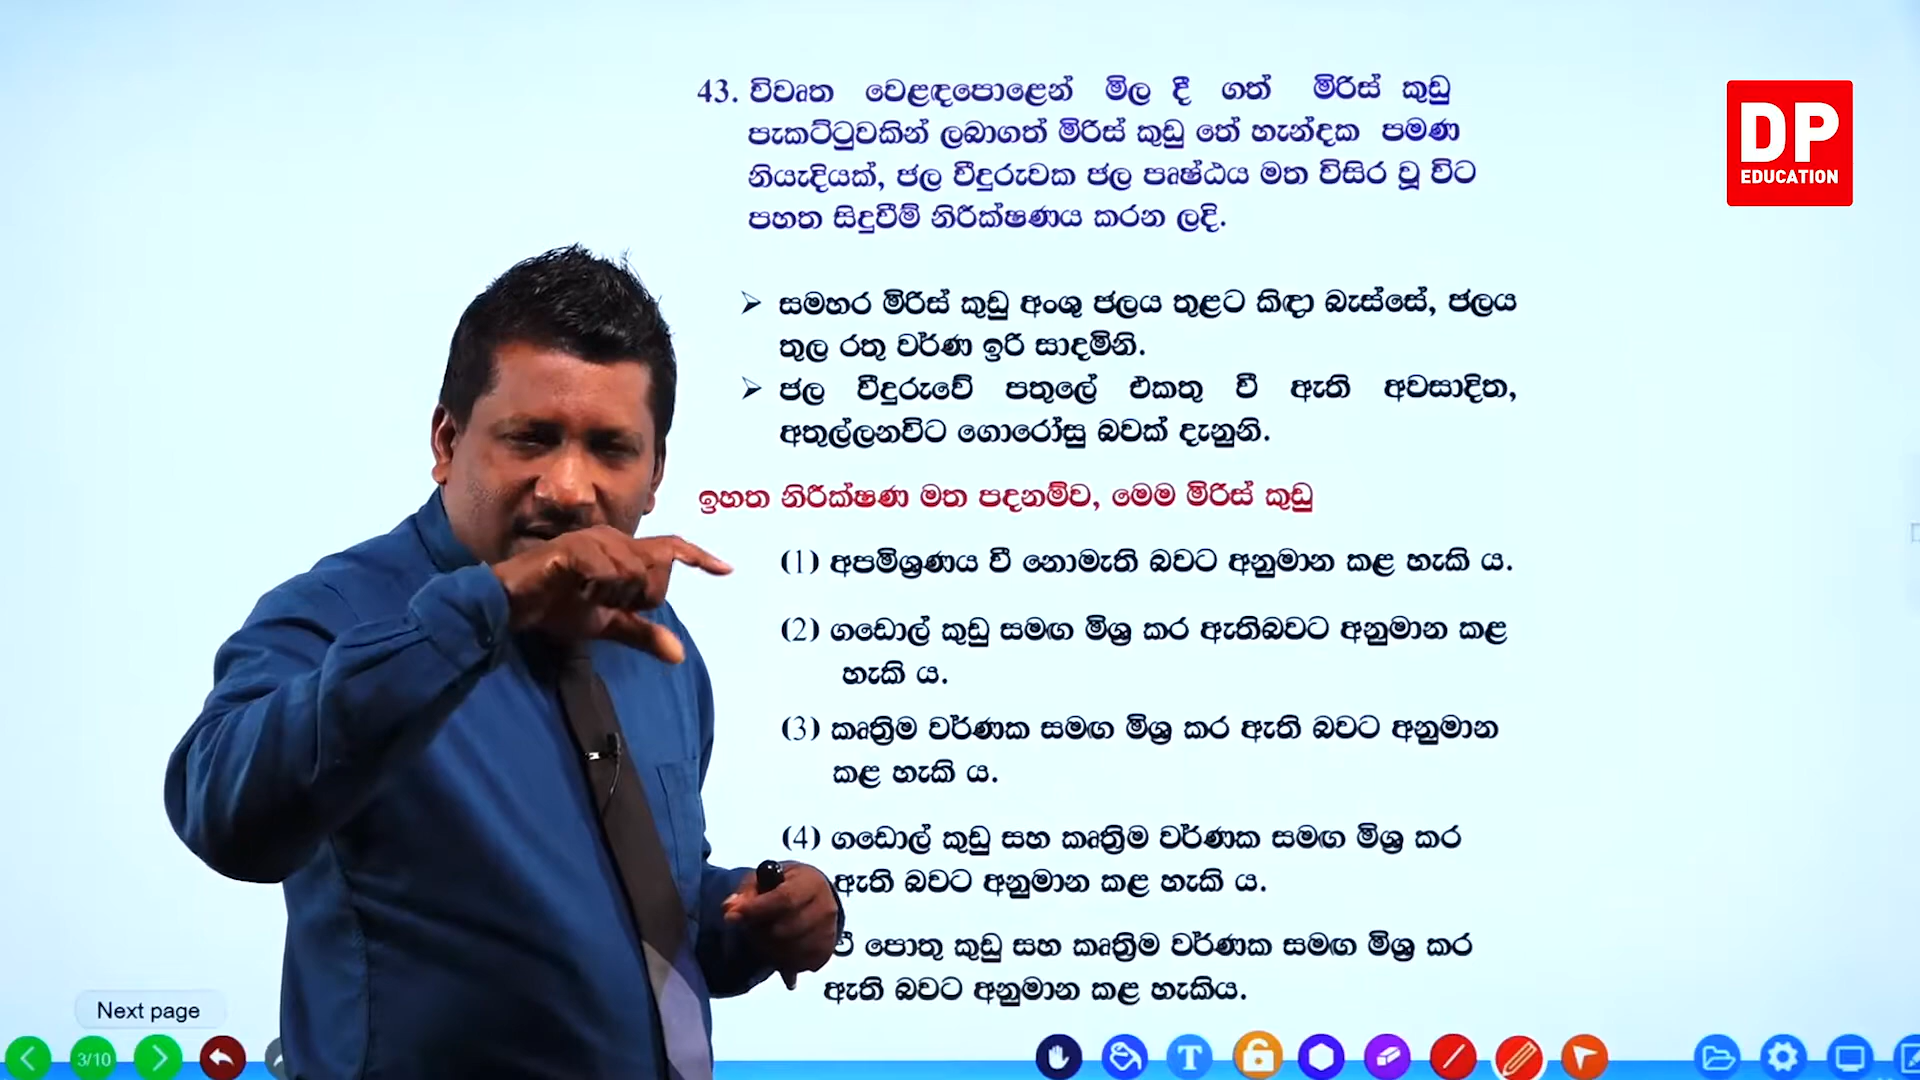 43. විවෘත වෙළඳපොළෙන් මිල දී ගත් මිරිස් කුඩු
පැකට්ටුවකින් ලබාගත් මිරිස් කුඩු තේ හැන්දක පමණ
නියැදියක්, ජල වීදුරුවක ජල පෘෂ්ඨය මත විසිර වූ විට
පහත සිදුවීම් නිරීක්ෂණය කරන ලදි.
DP
EDUCATION
➢ සමහර මිරිස් කුඩු අංශු ජලය තුළට කිඳා බැස්සේ, ජලය
තුල රතු වර්ණ ඉරි සාදමිනි.
➢ ජල වීදුරුවේ පතුලේ එකතු වී ඇති අවසාදිත,
අතුල්ලනවිට ගොරෝසු බවක් දැනුනි.
ඉහත නිරීක්ෂණ මත පදනම්ව, මෙම මිරිස් කුඩු
(1) අපමිශ්‍රණය වී නොමැති බවට අනුමාන කළ හැකි ය.
(2) ගඩොල් කුඩු සමඟ මිශ්‍ර කර ඇතිබවට අනුමාන කළ
හැකි ය.
(3) කෘත්‍රිම වර්ණක සමඟ මිශ්‍ර කර ඇති බවට අනුමාන
කළ හැකි ය.
(4) ගඩොල් කුඩු සහ කෘත්‍රිම වර්ණක සමඟ මිශ්‍ර කර
ඇති බවට අනුමාන කළ හැකි ය.
වී පොතු කුඩු සහ කෘත්‍රිම වර්ණක සමඟ මිශ්‍ර කර
ඇති බවට අනුමාන කළ හැකිය.
Next page
3/10
T